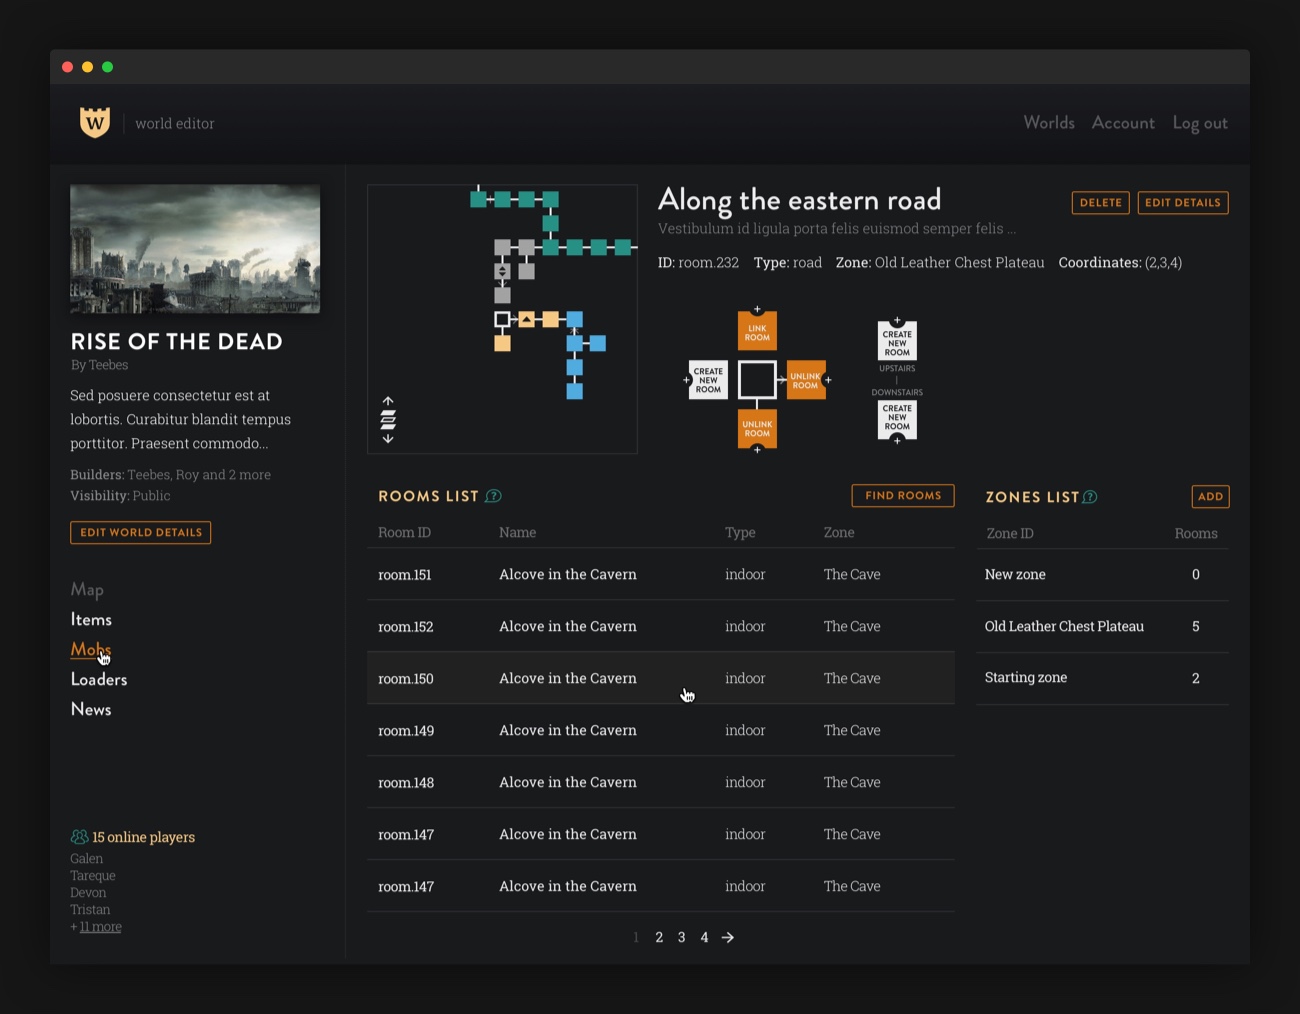 W
world editor
Worlds
Account
Log out
RISE OF THE DEAD
By Teebes
Sed posuere consectetur est at
lobortis. Curabitur blandit tempus
porttitor. Praesent commodo...
Builders: Teebes, Roy and 2 more
Visibility: Public
EDIT WORLD DETAILS
Map
Items
Mobs
Loaders
News
15 online players
Galen
Tareque
Devon
Tristan
+ 11 more
Along the eastern road
DELETE
EDIT DETAILS
Vestibulum id ligula porta felis euismod semper felis ...
ID: room.232 Type: road Zone: Old Leather Chest Plateau Coordinates: (2,3,4)
+
LINK
ROOM
+
CREATE
NEW
ROOM
UNLINK
ROOM
+
UNLINK
ROOM
+
+
CREATE
NEW
ROOM
UPSTAIRS
|
DOWNSTAIRS
CREATE
NEW
ROOM
+
ROOMS LIST ?
FIND ROOMS
Room ID Name Type Zone
room.151 Alcove in the Cavern indoor The Cave
room.152 Alcove in the Cavern indoor The Cave
room.150 Alcove in the Cavern indoor The Cave
room.149 Alcove in the Cavern indoor The Cave
room.148 Alcove in the Cavern indoor The Cave
room.147 Alcove in the Cavern indoor The Cave
room.147 Alcove in the Cavern indoor The Cave
1 2 3 4 →
ZONES LIST ?
ADD
Zone ID Rooms
New zone 0
Old Leather Chest Plateau 5
Starting zone 2